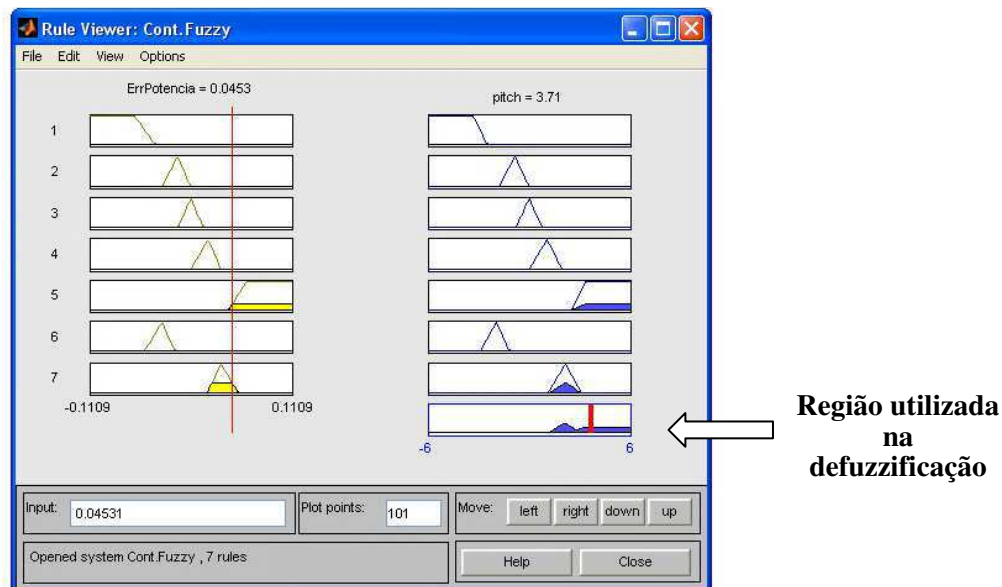 Rule Viewer: Cont.Fuzzy
File Edit View Options
ErrPotencia = 0.0453
pitch = 3.71
1
2
3
4
5
6
7
-0.1109 0.1109
-6 6
Região utilizada
na
defuzzificação
Input: 0.04531
Plot points: 101
Move: left right down up
Opened system Cont.Fuzzy , 7 rules
Help Close